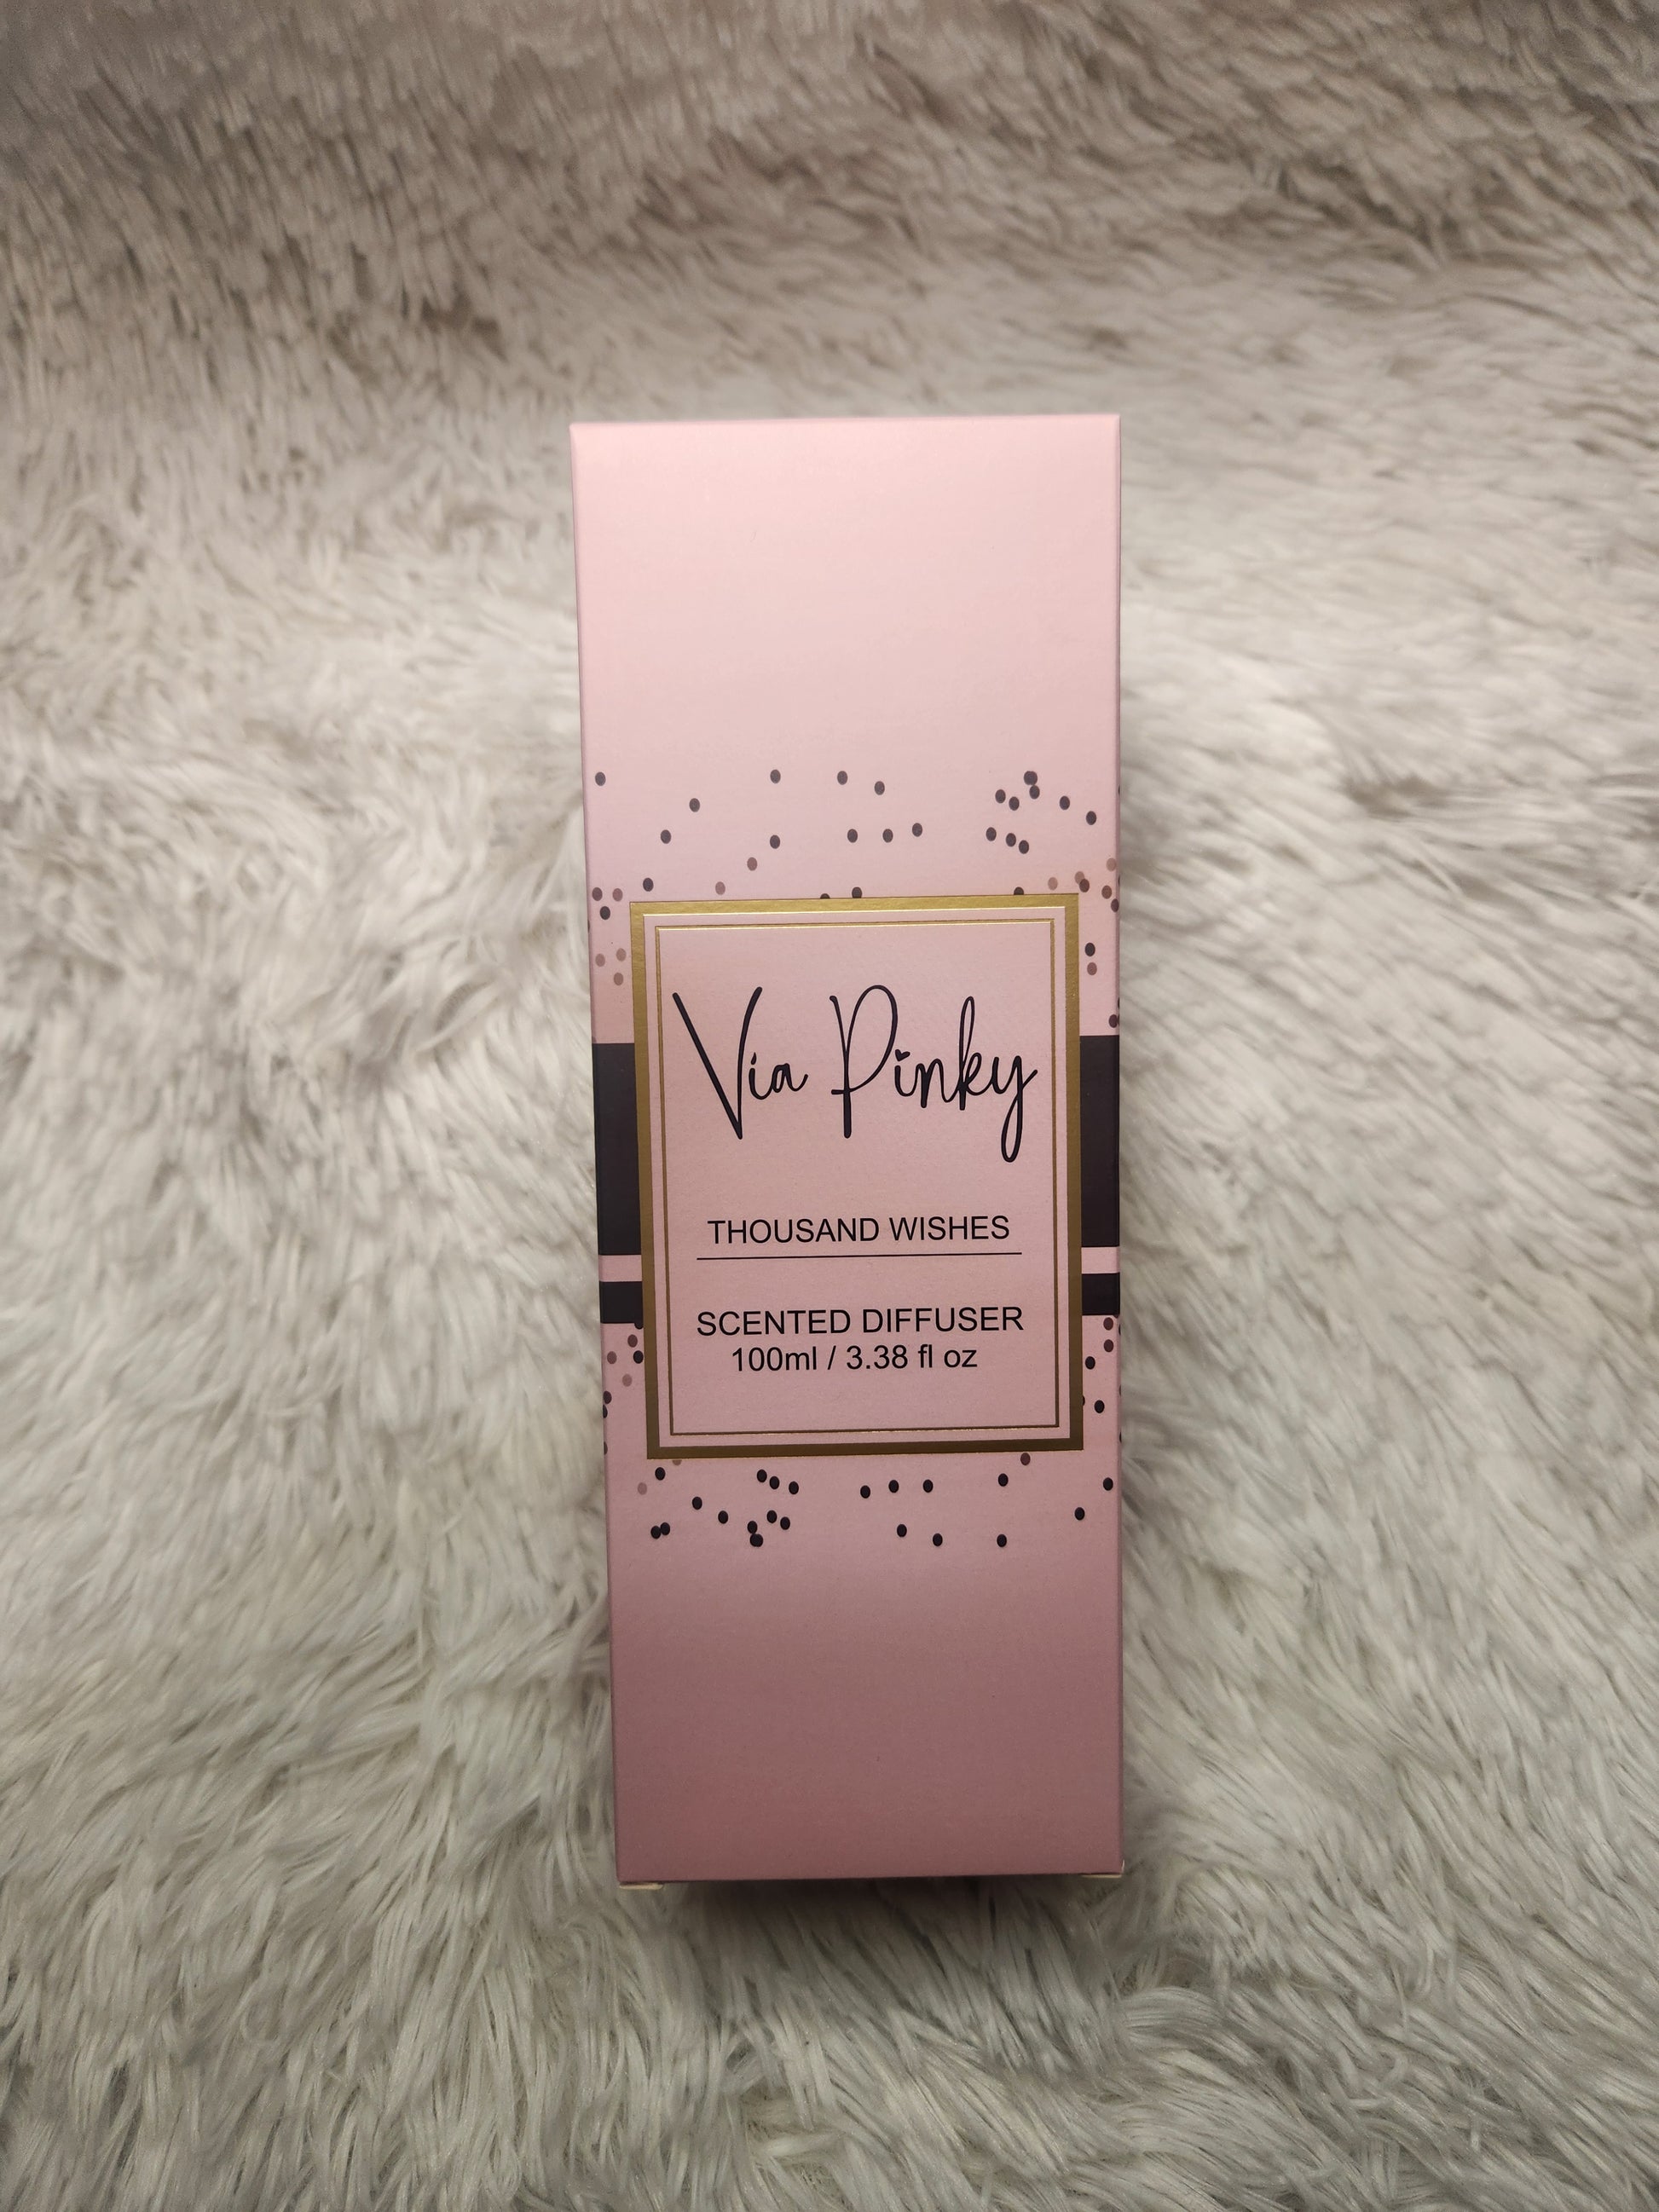 Via Pinky
THOUSAND WISHES
SCENTED DIFFUSER
100ml / 3.38 fl oz